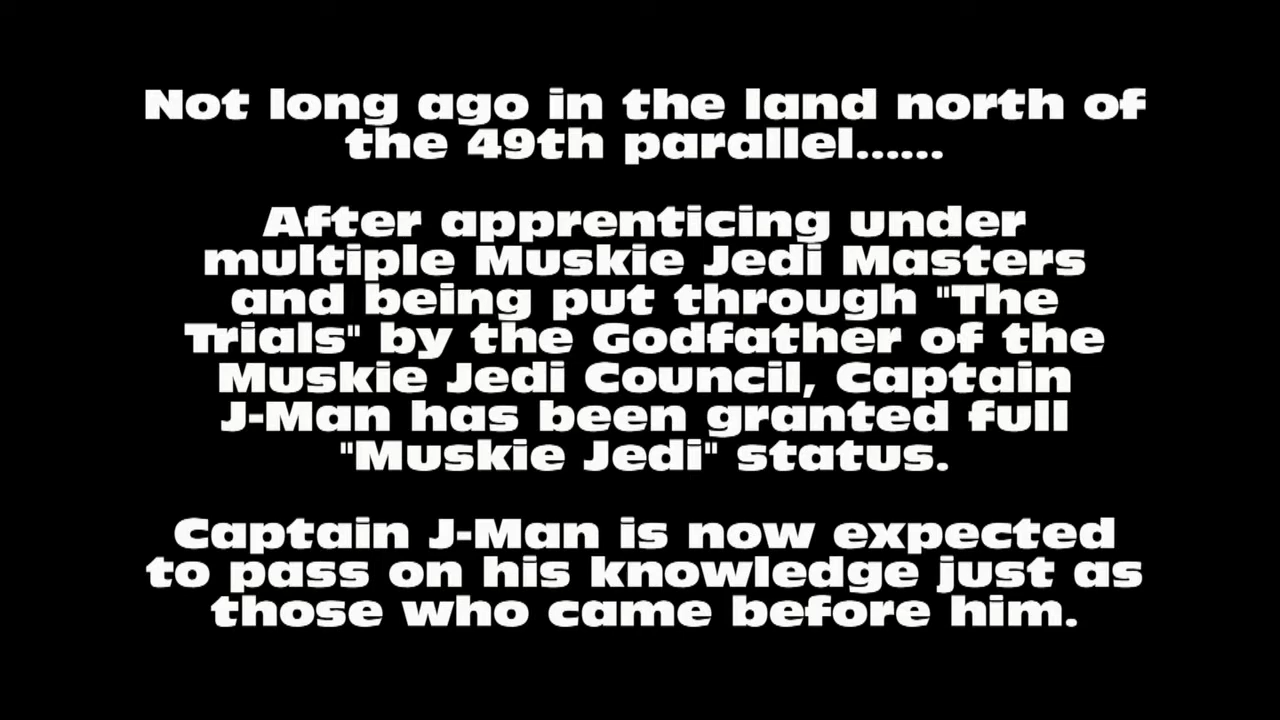 Not long ago in the land north of
the 49th parallel......
After apprenticing under
multiple Muskie Jedi Masters
and being put through "The
Trials" by the Godfather of the
Muskie Jedi Council, Captain
J-Man has been granted full
"Muskie Jedi" status.
Captain J-Man is now expected
to pass on his knowledge just as
those who came before him.